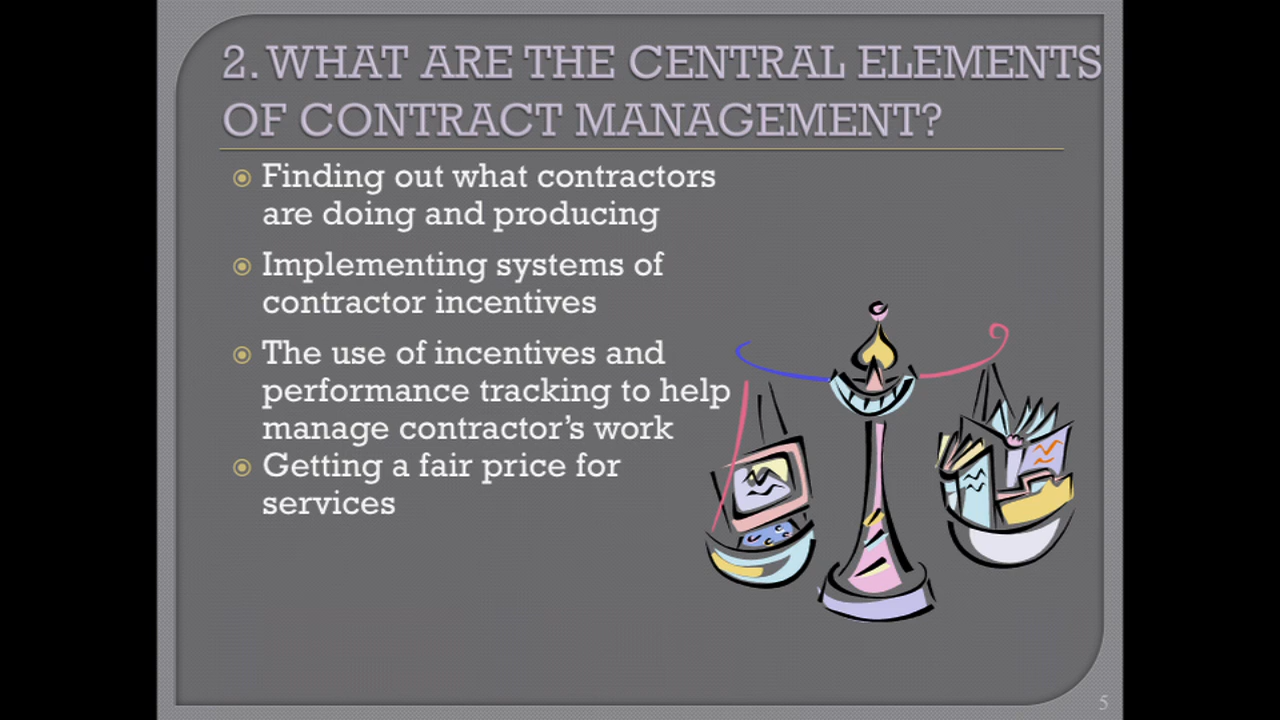 2. WHAT ARE THE CENTRAL ELEMENTS
OF CONTRACT MANAGEMENT?
Finding out what contractors
are doing and producing
Implementing systems of
contractor incentives
The use of incentives and
performance tracking to help
manage contractor’s work
Getting a fair price for
services
5